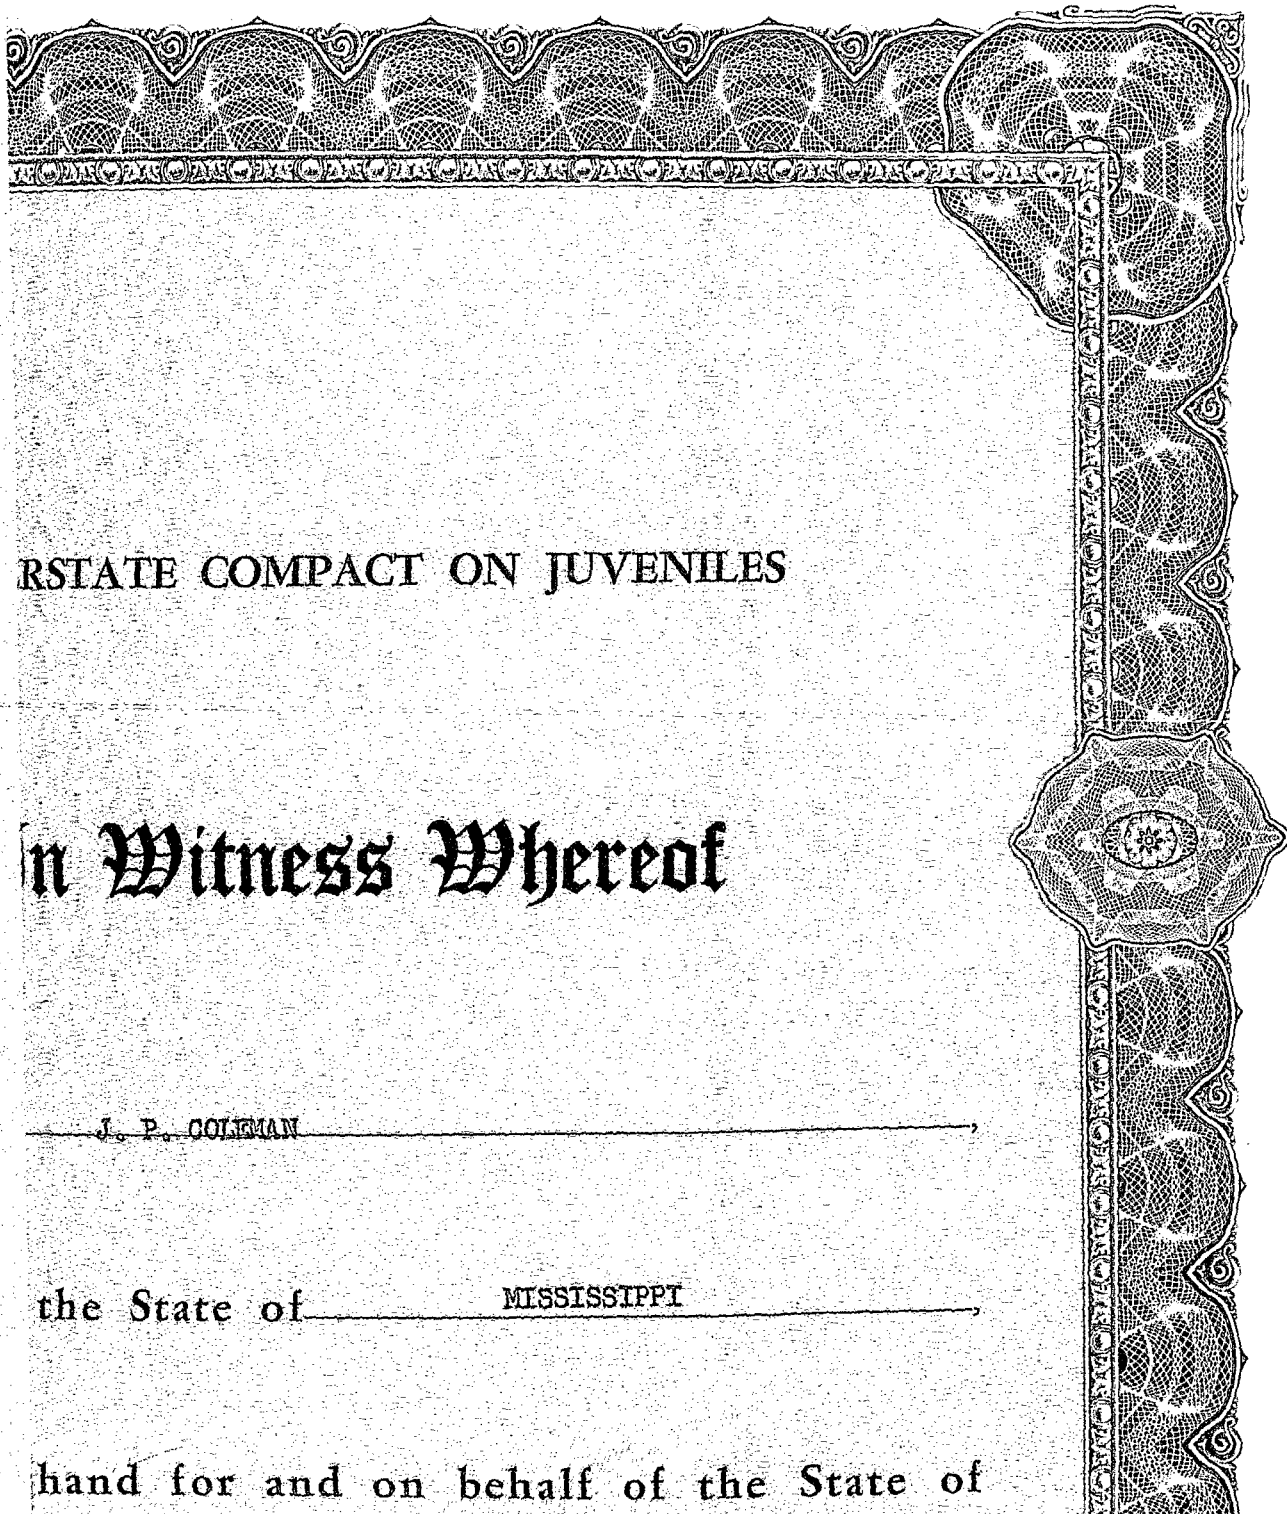 RSTATE COMPACT ON JUVENILES
In Witness Whereof
J. P. COLEMAN,
the State of MISSISSIPPI,
hand for and on behalf of the State of